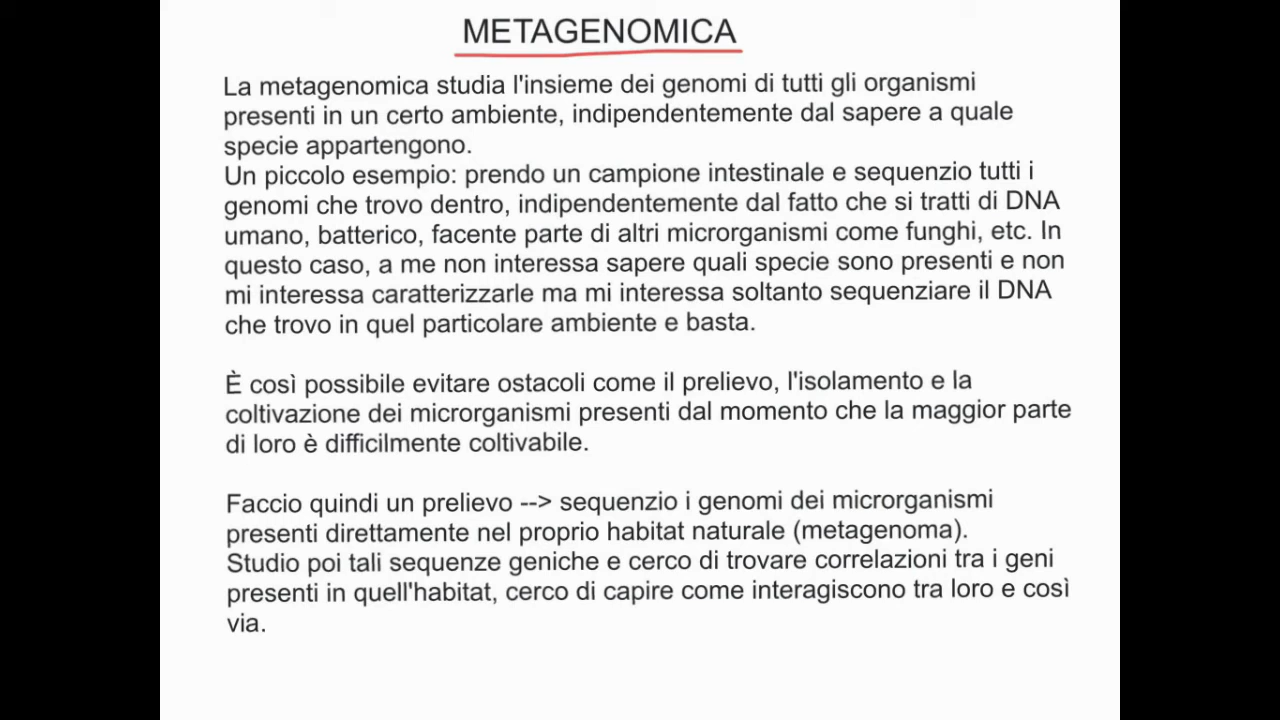 METAGENOMICA
La metagenomica studia l'insieme dei genomi di tutti gli organismi
presenti in un certo ambiente, indipendentemente dal sapere a quale
specie appartengono.
Un piccolo esempio: prendo un campione intestinale e sequenzio tutti i
genomi che trovo dentro, indipendentemente dal fatto che si tratti di DNA
umano, batterico, facente parte di altri microrganismi come funghi, etc. In
questo caso, a me non interessa sapere quali specie sono presenti e non
mi interessa caratterizzarle ma mi interessa soltanto sequenziare il DNA
che trovo in quel particolare ambiente e basta.
È così possibile evitare ostacoli come il prelievo, l'isolamento e la
coltivazione dei microrganismi presenti dal momento che la maggior parte
di loro è difficilmente coltivabile.
Faccio quindi un prelievo --> sequenzio i genomi dei microrganismi
presenti direttamente nel proprio habitat naturale (metagenoma).
Studio poi tali sequenze geniche e cerco di trovare correlazioni tra i geni
presenti in quell'habitat, cerco di capire come interagiscono tra loro e così
via.